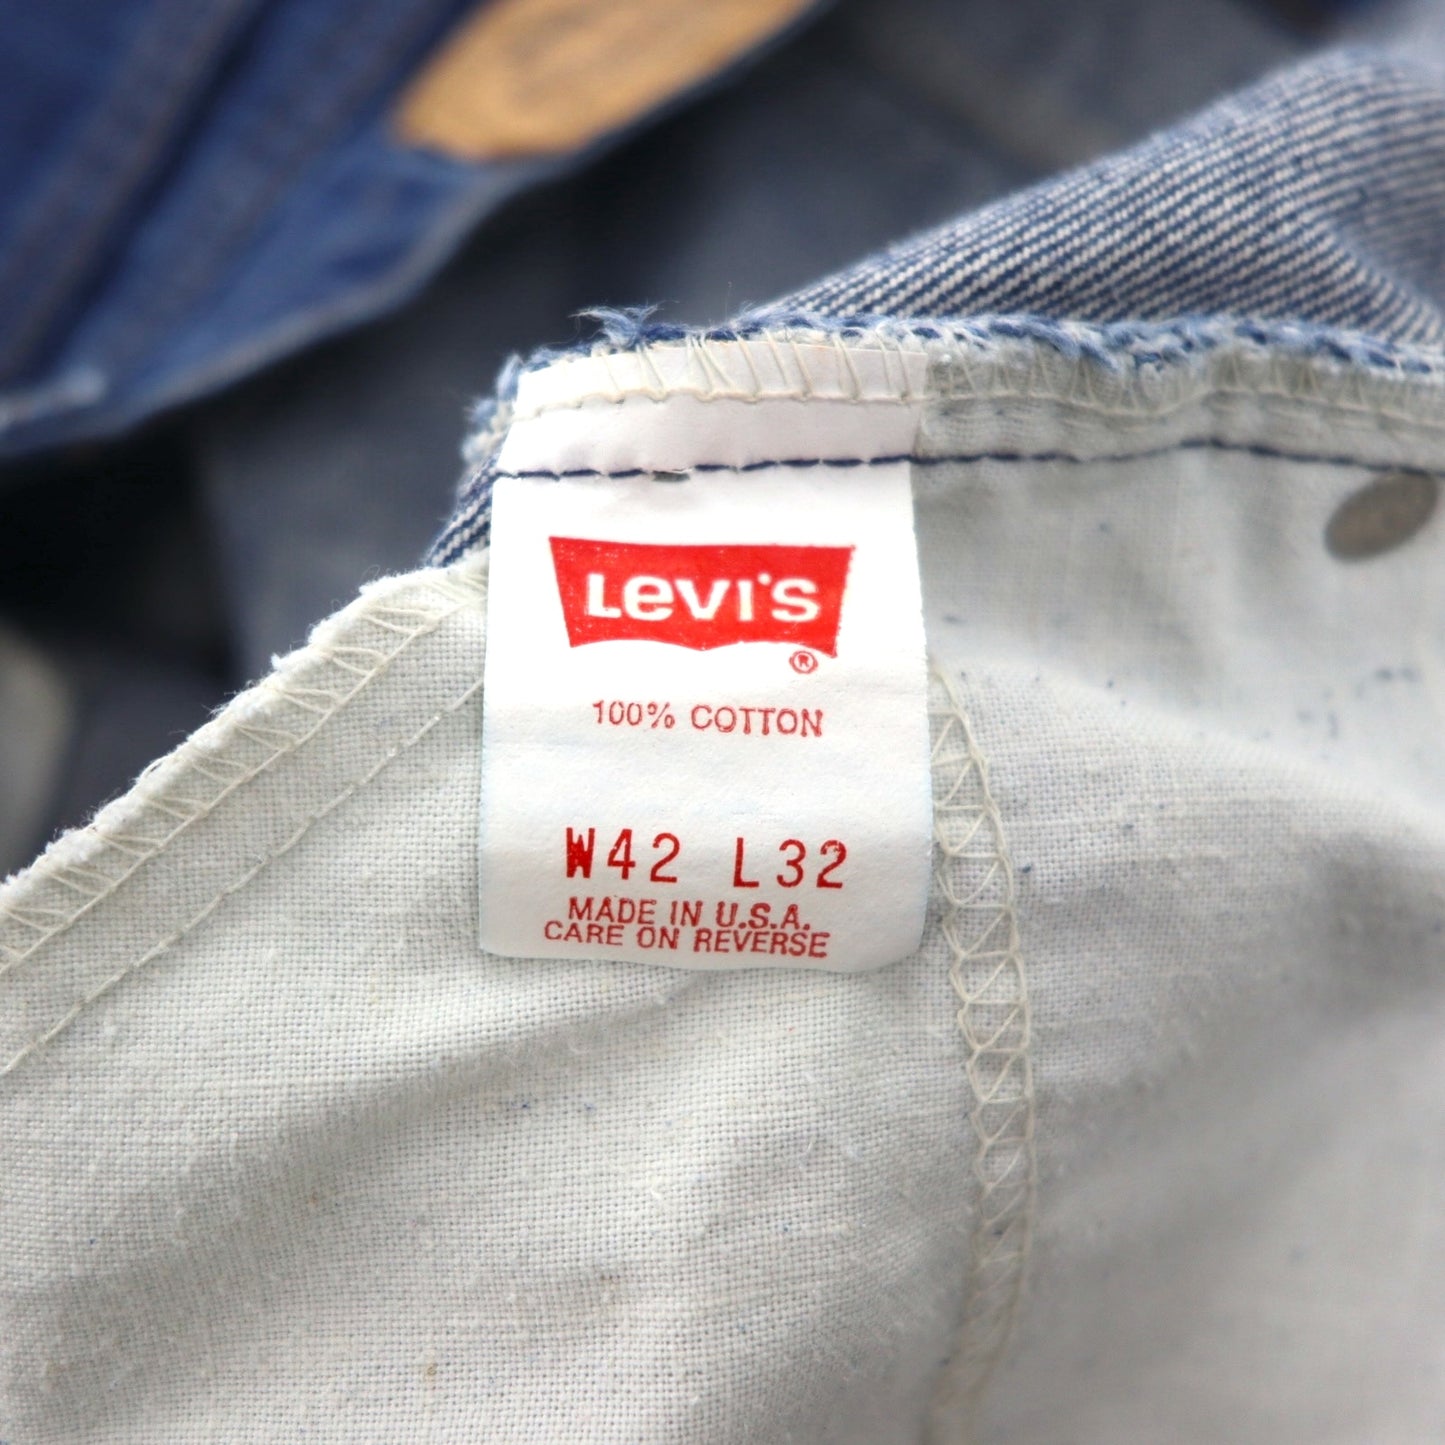 Levi's
®
100% COTTON
W42 L32
MADE IN U.S.A.
CARE ON REVERSE